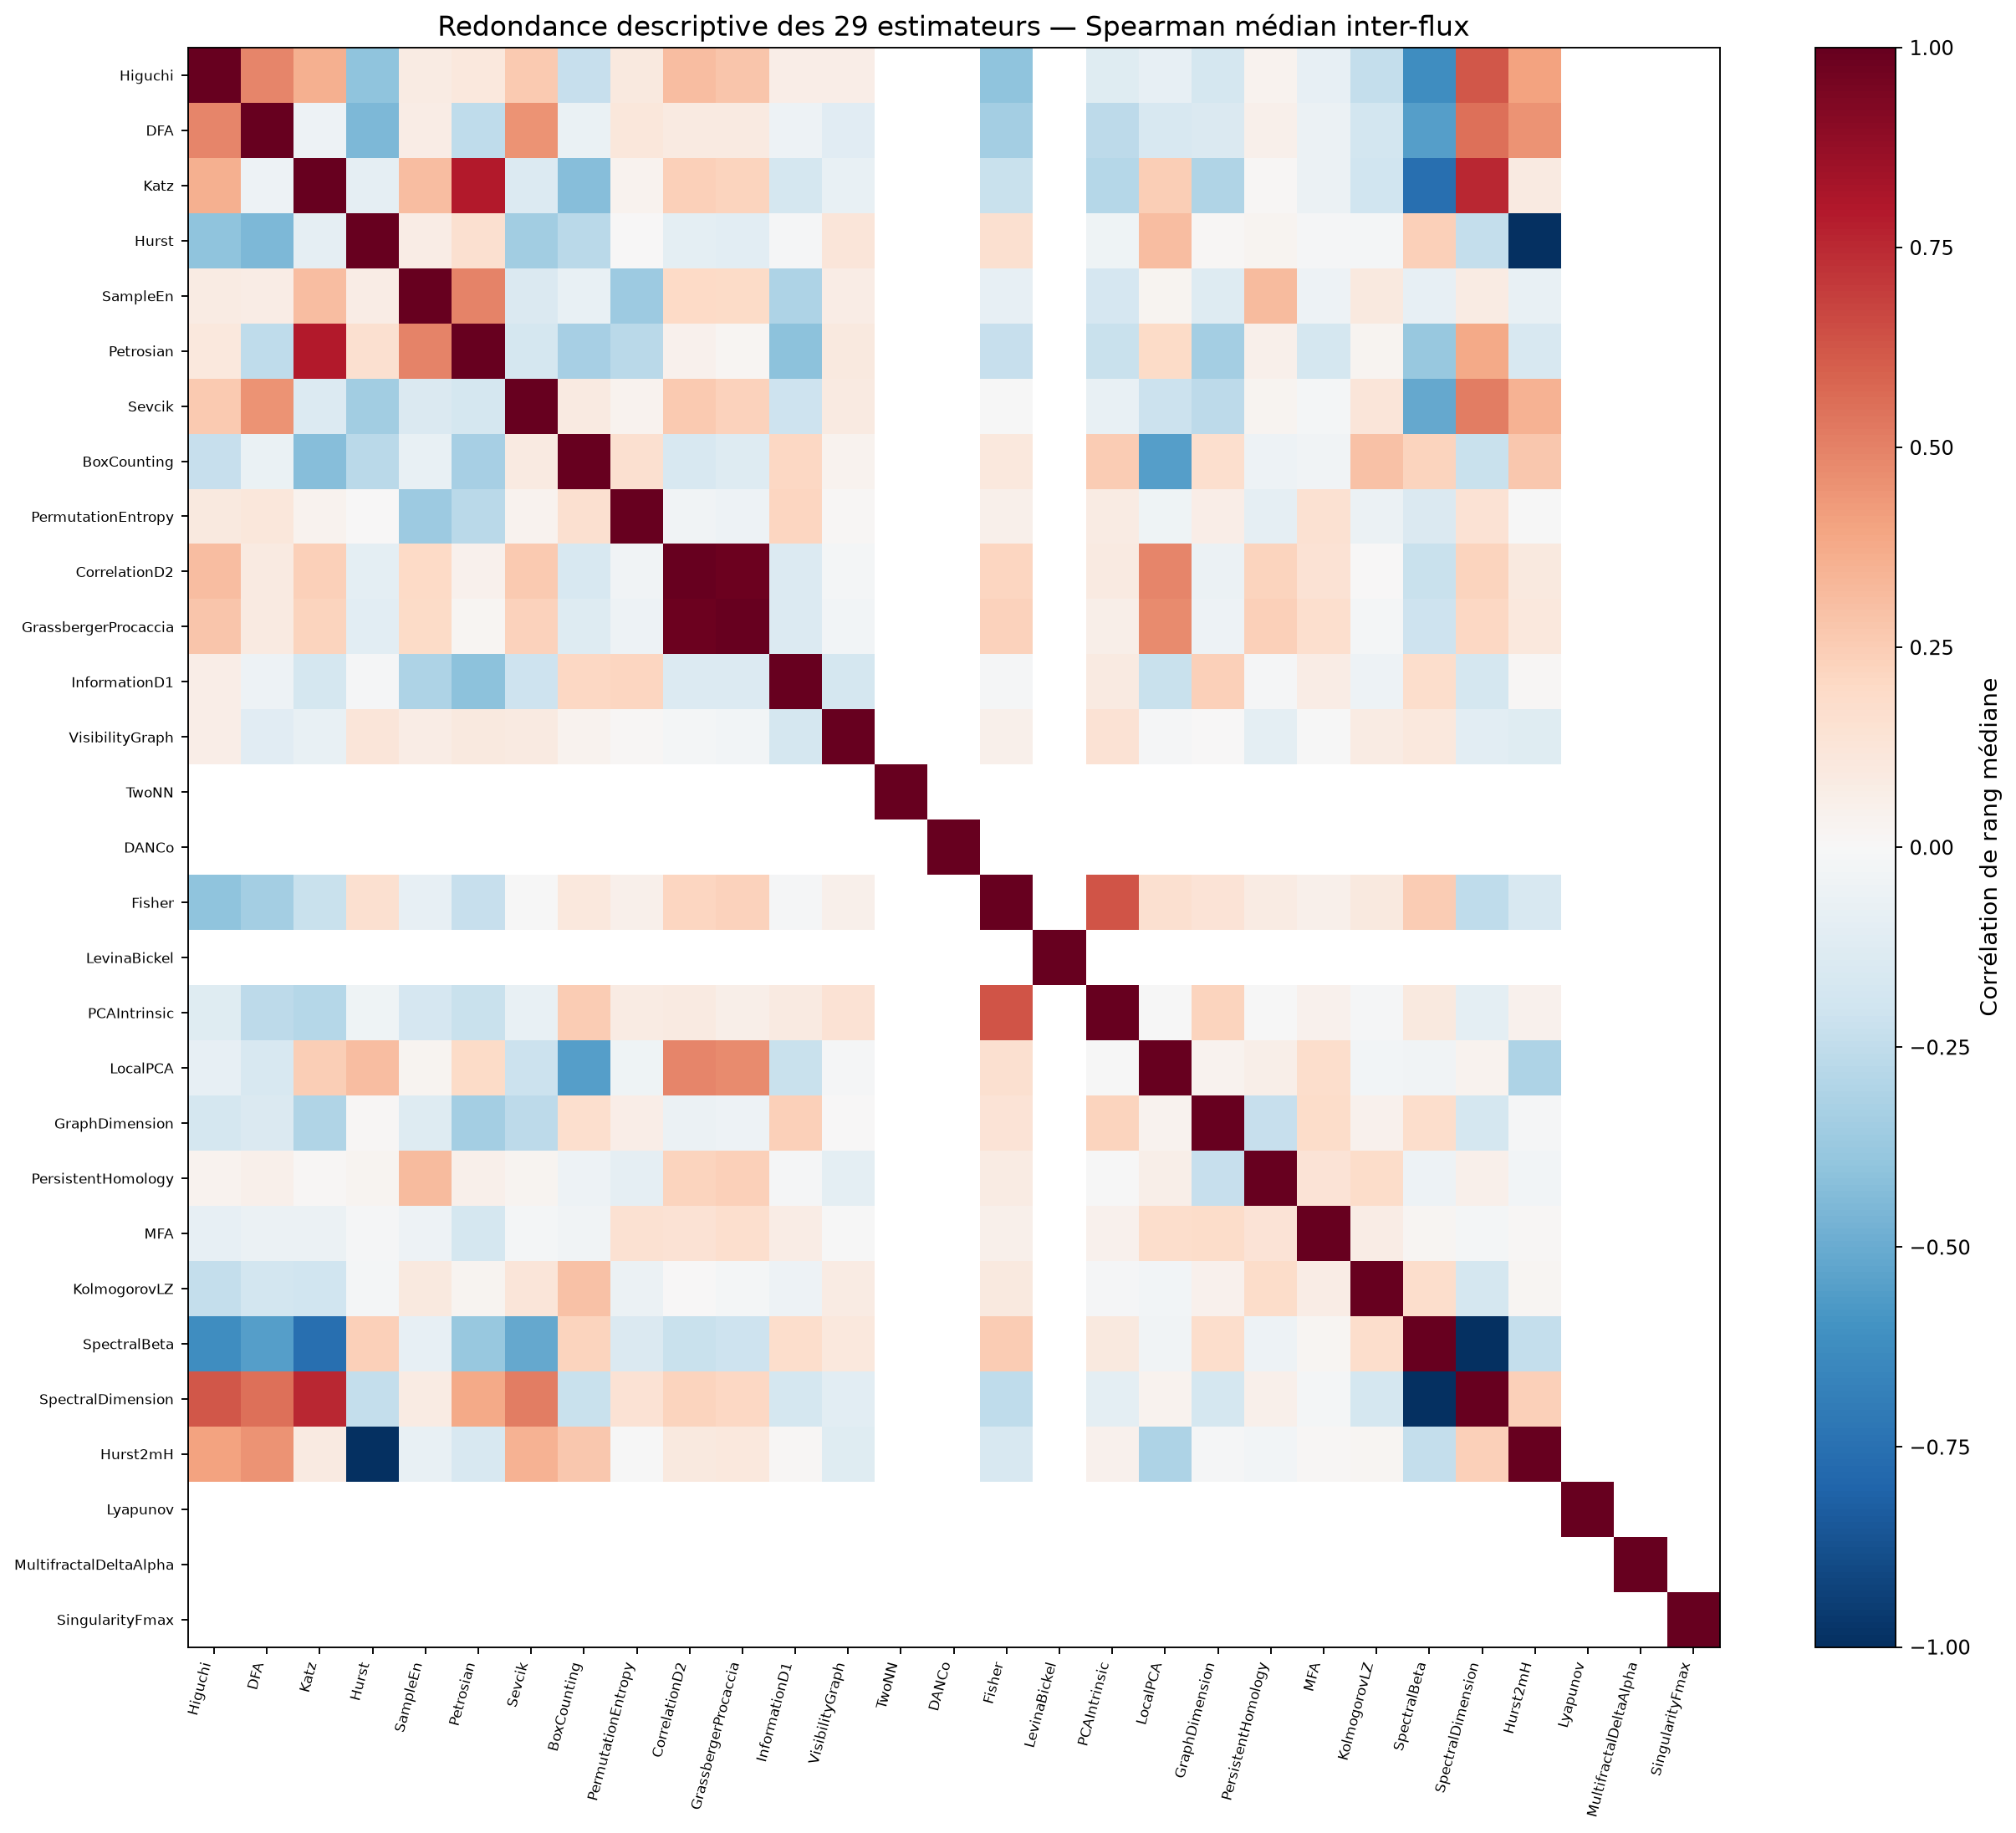 Redondance descriptive des 29 estimateurs — Spearman médian inter-flux
Higuchi
DFA
Katz
Hurst
SampleEn
Petrosian
Sevcik
BoxCounting
PermutationEntropy
CorrelationD2
GrassbergerProcaccia
InformationD1
VisibilityGraph
TwoNN
DANCo
Fisher
LevinaBickel
PCAIntrinsic
LocalPCA
GraphDimension
PersistentHomology
MFA
KolmogorovLZ
SpectralBeta
SpectralDimension
Hurst2mH
Lyapunov
MultifractalDeltaAlpha
SingularityFmax
Higuchi
DFA
Katz
Hurst
SampleEn
Petrosian
Sevcik
BoxCounting
PermutationEntropy
CorrelationD2
GrassbergerProcaccia
InformationD1
VisibilityGraph
TwoNN
DANCo
Fisher
LevinaBickel
PCAIntrinsic
LocalPCA
GraphDimension
PersistentHomology
MFA
KolmogorovLZ
SpectralBeta
SpectralDimension
Hurst2mH
Lyapunov
MultifractalDeltaAlpha
SingularityFmax
1.00
0.75
0.50
0.25
0.00
−0.25
−0.50
−0.75
−1.00
Corrélation de rang médiane